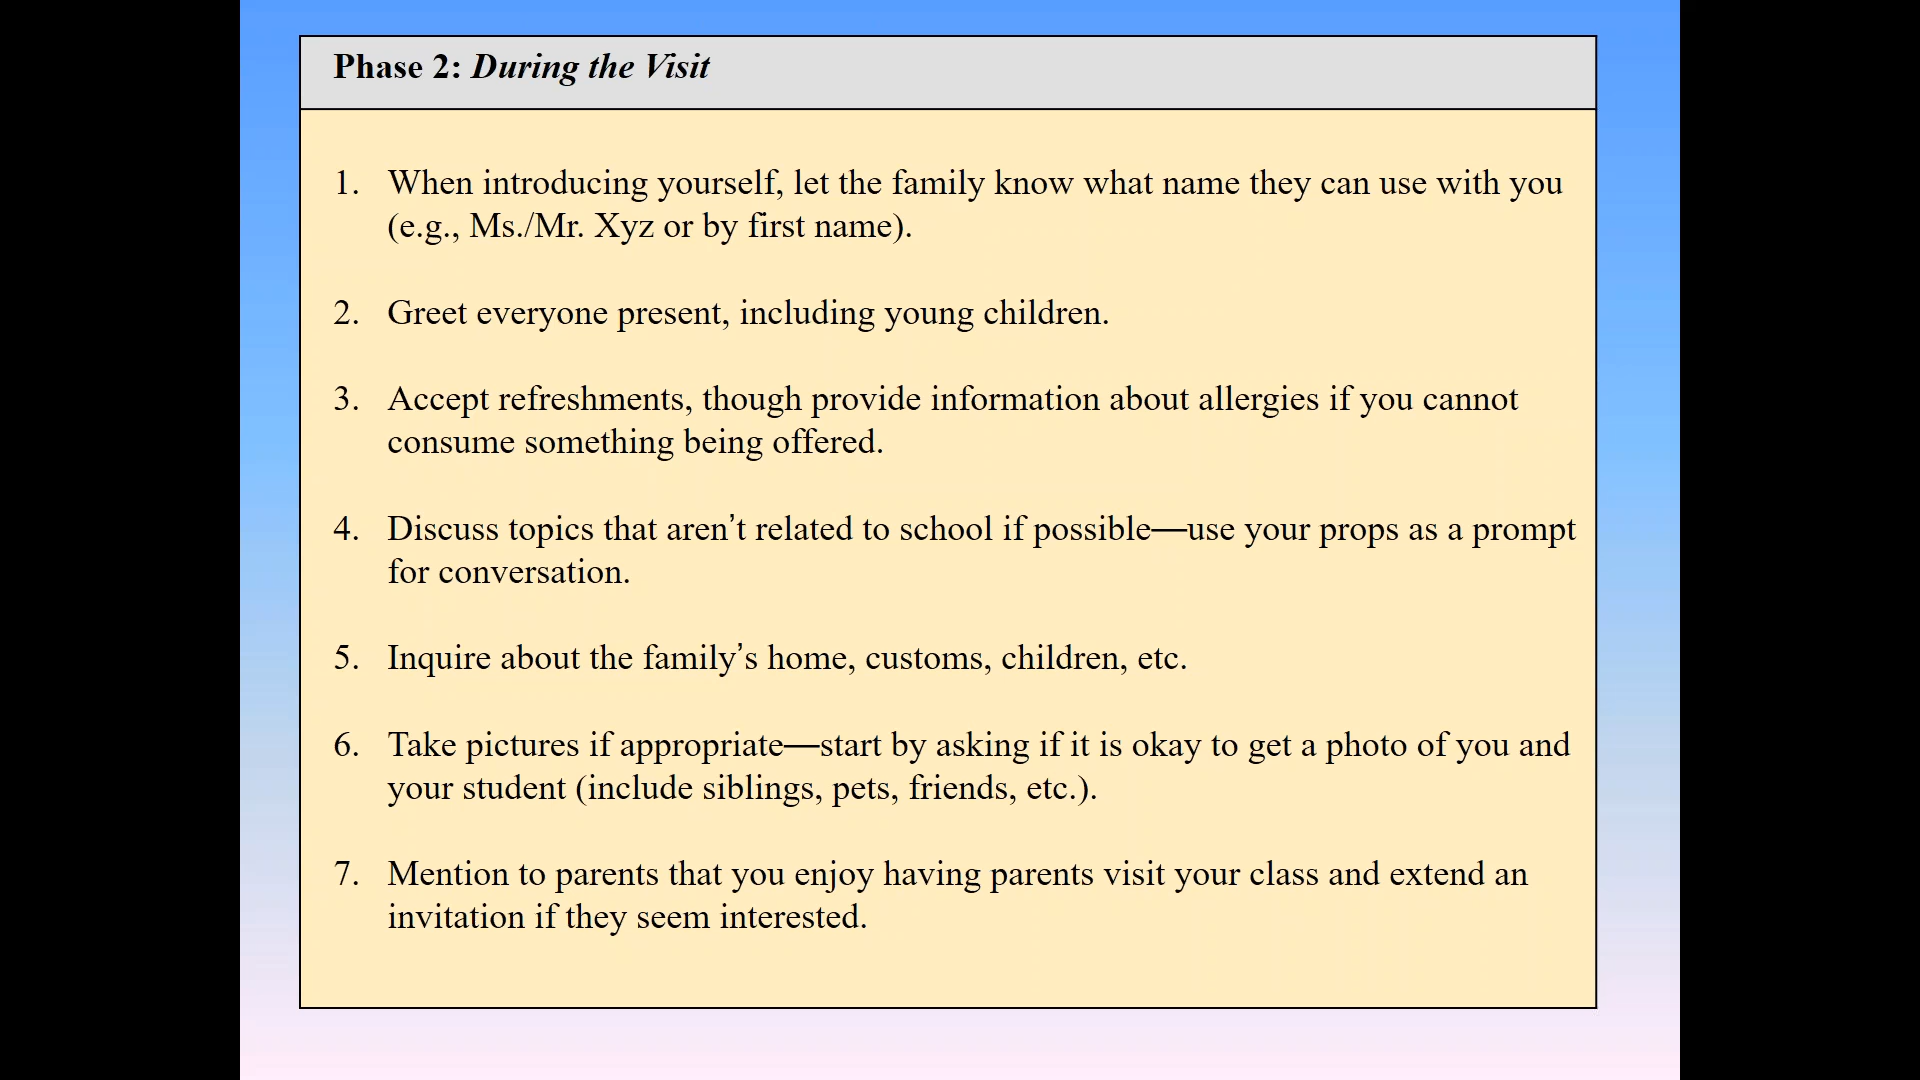 Phase 2: During the Visit
1. When introducing yourself, let the family know what name they can use with you
(e.g., Ms./Mr. Xyz or by first name).
2. Greet everyone present, including young children.
3. Accept refreshments, though provide information about allergies if you cannot
consume something being offered.
4. Discuss topics that aren’t related to school if possible—use your props as a prompt
for conversation.
5. Inquire about the family’s home, customs, children, etc.
6. Take pictures if appropriate—start by asking if it is okay to get a photo of you and
your student (include siblings, pets, friends, etc.).
7. Mention to parents that you enjoy having parents visit your class and extend an
invitation if they seem interested.